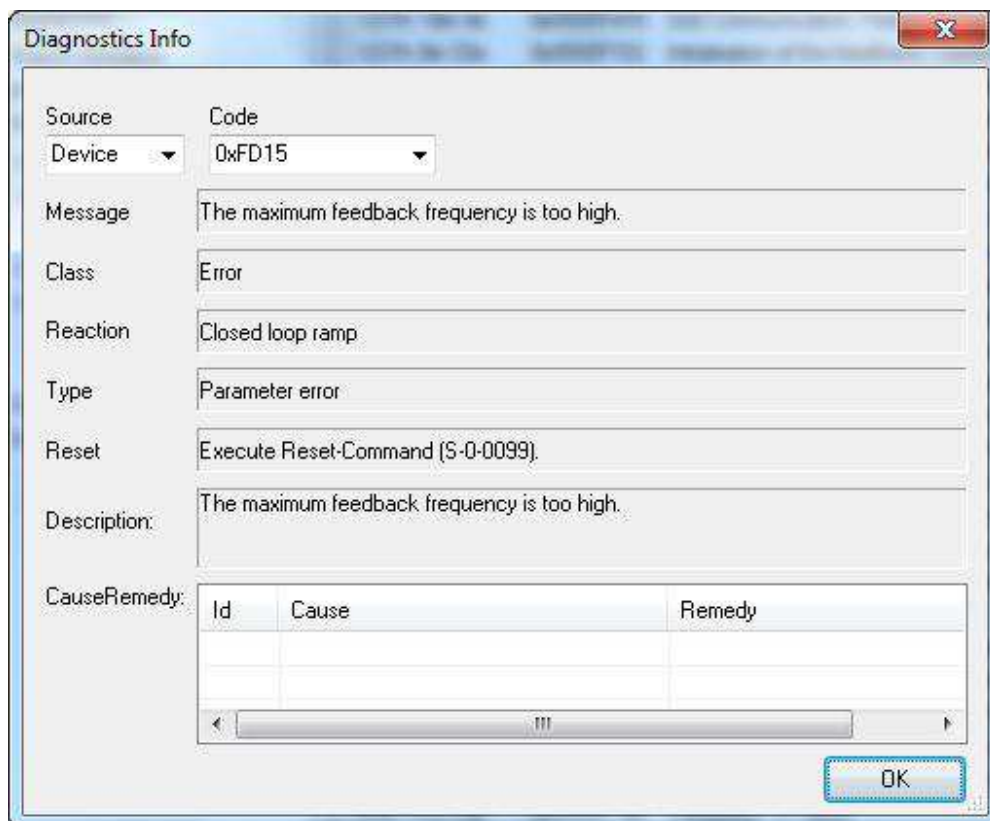 Diagnostics Info
Source Code
Device 0xFD15
Message The maximum feedback frequency is too high.
Class Error
Reaction Closed loop ramp
Type Parameter error
Reset Execute Reset-Command (S-0-0099).
Description: The maximum feedback frequency is too high.
CauseRemedy: Id Cause Remedy
OK